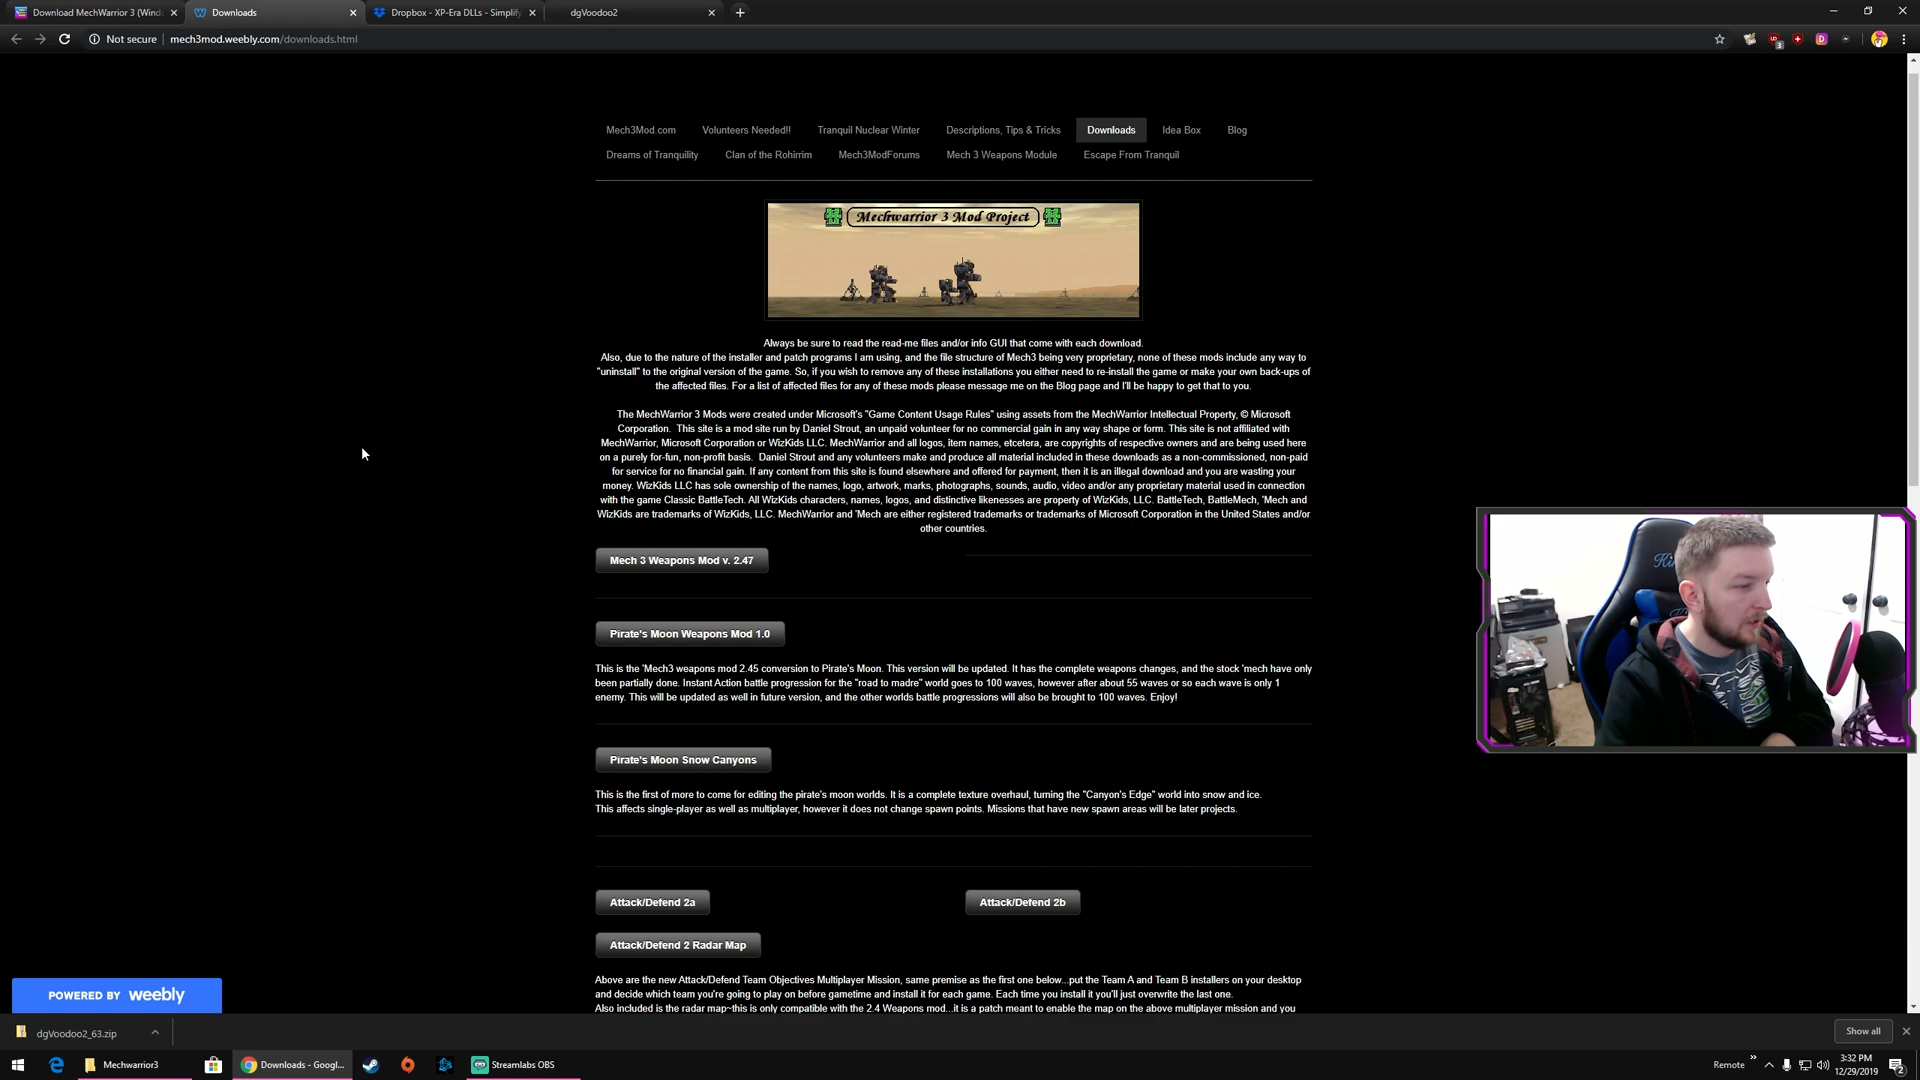 Download MechWarrior 3 (Wind
Downloads
Dropbox - XP-Era DLLs - Simplify
dgVoodoo2
Not secure
mech3mod.weebly.com/downloads.html
Mech3Mod.com
Volunteers Needed!!
Tranquil Nuclear Winter
Descriptions, Tips & Tricks
Downloads
Idea Box
Blog
Dreams of Tranquility
Clan of the Rohirrim
Mech3ModForums
Mech 3 Weapons Module
Escape From Tranquil
Mechwarrior 3 Mod Project
Always be sure to read the read-me files and/or info GUI that come with each download.
Also, due to the nature of the installer and patch programs I am using, and the file structure of Mech3 being very proprietary, none of these mods include any way to
"uninstall" to the original version of the game. So, if you wish to remove any of these installations you either need to re-install the game or make your own back-ups of
the affected files. For a list of affected files for any of these mods please message me on the Blog page and I'll be happy to get that to you.
The MechWarrior 3 Mods were created under Microsoft's "Game Content Usage Rules" using assets from the MechWarrior Intellectual Property, © Microsoft
Corporation. This site is a mod site run by Daniel Strout, an unpaid volunteer for no commercial gain in any way shape or form. This site is not affiliated with
MechWarrior, Microsoft Corporation or WizKids LLC. MechWarrior and all logos, item names, etcetera, are copyrights of respective owners and are being used here
on a purely for-fun, non-profit basis. Daniel Strout and any volunteers make and produce all material included in these downloads as a non-commissioned, non-paid
for service for no financial gain. If any content from this site is found elsewhere and offered for payment, then it is an illegal download and you are wasting your
money. WizKids LLC has sole ownership of the names, logo, artwork, marks, photographs, sounds, audio, video and/or any proprietary material used in connection
with the game Classic BattleTech. All WizKids characters, names, logos, and distinctive likenesses are property of WizKids, LLC. BattleTech, BattleMech, 'Mech and
WizKids are trademarks of WizKids, LLC. MechWarrior and 'Mech are either registered trademarks or trademarks of Microsoft Corporation in the United States and/or
other countries.
Mech 3 Weapons Mod v. 2.47
Pirate's Moon Weapons Mod 1.0
This is the 'Mech3 weapons mod 2.45 conversion to Pirate's Moon. This version will be updated. It has the complete weapons changes, and the stock 'mech have only
been partially done. Instant Action battle progression for the "road to madre" world goes to 100 waves, however after about 55 waves or so each wave is only 1
enemy. This will be updated as well in future version, and the other worlds battle progressions will also be brought to 100 waves. Enjoy!
Pirate's Moon Snow Canyons
This is the first of more to come for editing the pirate's moon worlds. It is a complete texture overhaul, turning the "Canyon's Edge" world into snow and ice.
This affects single-player as well as multiplayer, however it does not change spawn points. Missions that have new spawn areas will be later projects.
Attack/Defend 2a
Attack/Defend 2b
Attack/Defend 2 Radar Map
Above are the new Attack/Defend Team Objectives Multiplayer Mission, same premise as the first one below...put the Team A and Team B installers on your desktop
and decide which team you're going to play on before gametime and install it for each game. Each time you install it you'll just overwrite the last one.
Also included is the radar map~this is only compatible with the 2.4 Weapons mod...it is a patch meant to enable the map on the above multiplayer mission and you
POWERED BY weebly
dgVoodoo2_63.zip
Show all
Mechwarrior3
Downloads - Googl...
Streamlabs OBS
Remote
3:32 PM
12/29/2019